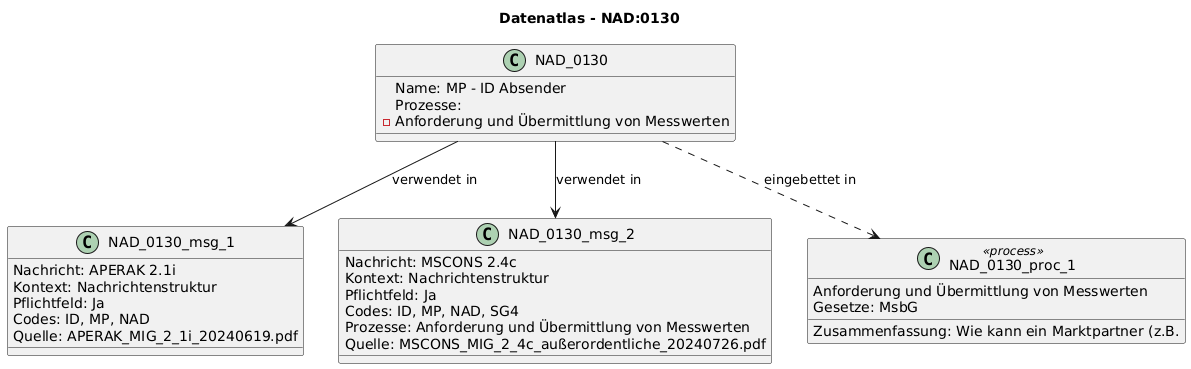 Datenatlas - NAD:0130
C NAD_0130
Name: MP - ID Absender
Prozesse:
Anforderung und Übermittlung von Messwerten
verwendet in
verwendet in
eingebettet in
C NAD_0130_msg_1
Nachricht: APERAK 2.1i
Kontext: Nachrichtenstruktur
Pflichtfeld: Ja
Codes: ID, MP, NAD
Quelle: APERAK_MIG_2_1i_20240619.pdf
C NAD_0130_msg_2
Nachricht: MSCONS 2.4c
Kontext: Nachrichtenstruktur
Pflichtfeld: Ja
Codes: ID, MP, NAD, SG4
Prozesse: Anforderung und Übermittlung von Messwerten
Quelle: MSCONS_MIG_2_4c_außerordentliche_20240726.pdf
«process»
C NAD_0130_proc_1
Anforderung und Übermittlung von Messwerten
Gesetze: MsbG
Zusammenfassung: Wie kann ein Marktpartner (z.B.